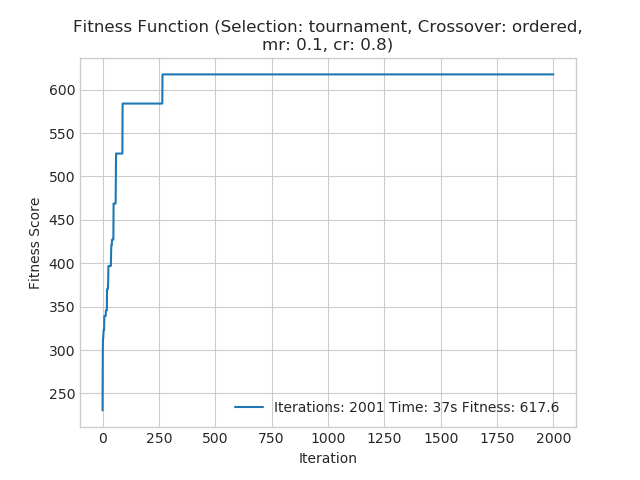 Fitness Function (Selection: tournament, Crossover: ordered,
mr: 0.1, cr: 0.8)
600
550
500
450
400
350
300
250
Fitness Score
Iterations: 2001 Time: 37s Fitness: 617.6
0 250 500 750 1000 1250 1500 1750 2000
Iteration